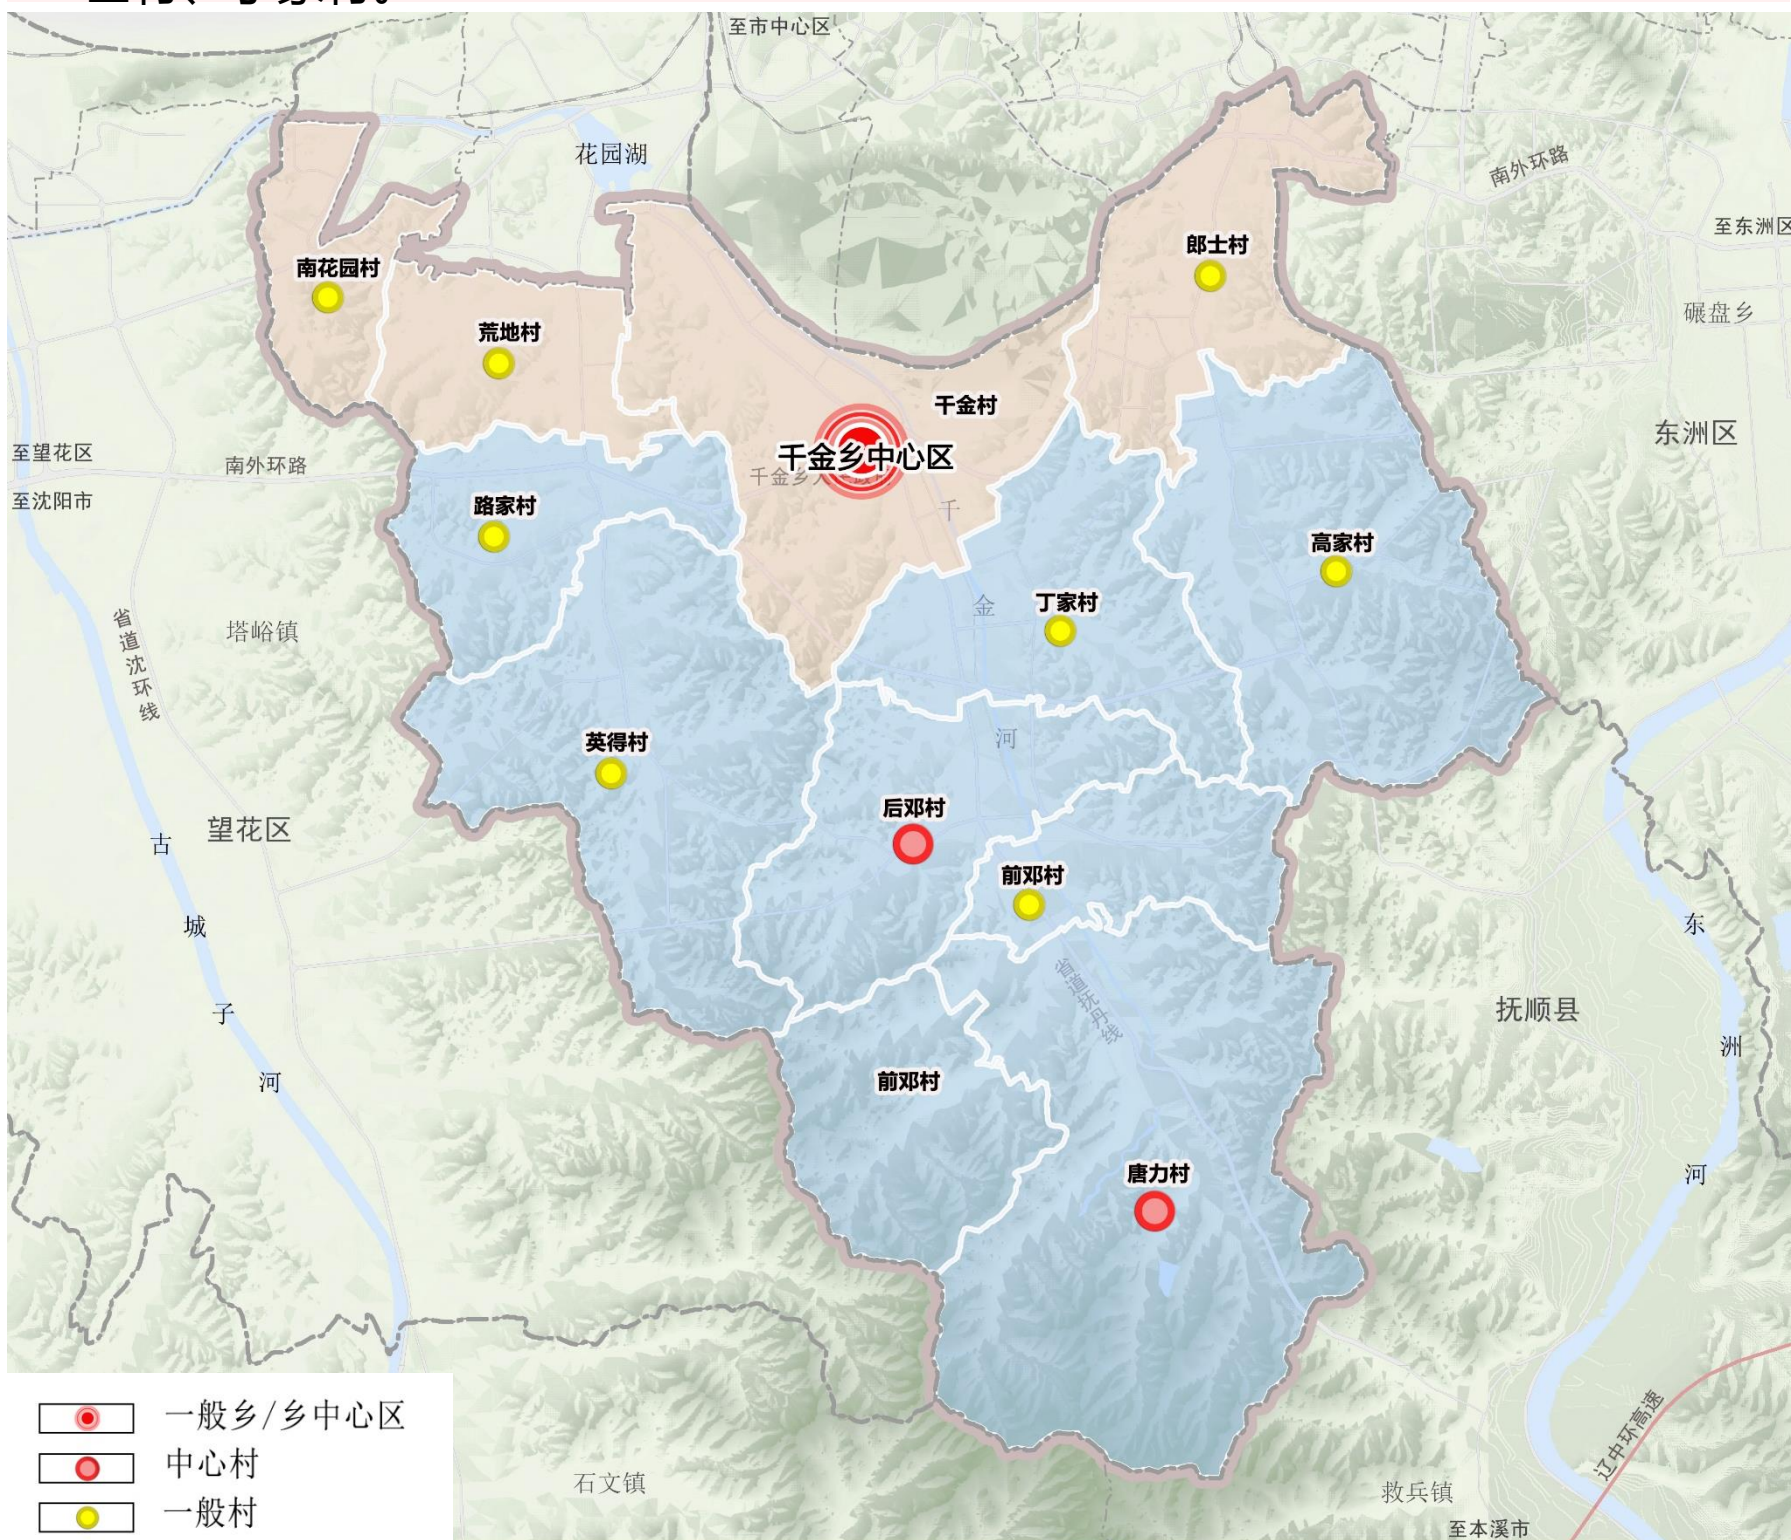 至市中心区
花园湖
南外环路
至东洲区
郎士村
南花园村
荒地村
碾盘乡
千金村
东洲区
至望花区
南外环路
千金乡中心区
至沈阳市
路家村
千
金
河
高家村
丁家村
省道沈环线
塔峪镇
英得村
后邓村
望花区
前邓村
古
城
子
河
东
洲
河
省道抚丹线
抚顺县
前邓村
唐力村
辽中环高速
石文镇
救兵镇
至本溪市
一般乡/乡中心区
中心村
一般村